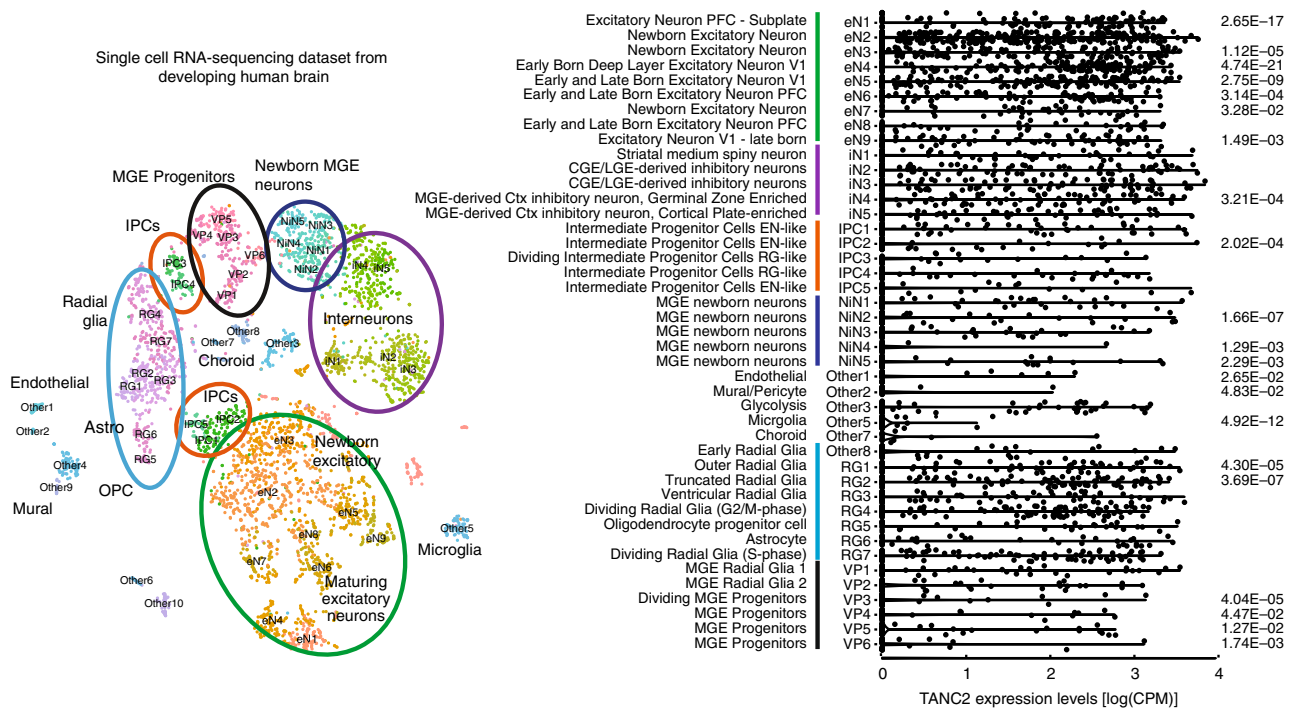 Single cell RNA-sequencing dataset from
developing human brain
MGE Progenitors
Newborn MGE
neurons
IPCs
Radial
glia
Interneurons
Choroid
Endothelial
Astro
IPCs
OPC
Mural
Newborn
excitatory
Maturing
excitatory
neurons
Microglia
VP5
VP4
VP3
VP6
VP2
VP1
NiN5
NiN3
NiN4
NiN1
NiN2
iN4
iN5
iN1
iN2
iN3
IPC3
IPC4
RG4
RG7
RG2
RG1
RG3
RG6
RG5
Other8
Other7
Other3
Other1
Other2
Other4
Other9
IPC5
IPC2
IPC1
eN3
eN2
eN5
eN8
eN9
eN7
eN6
eN4
eN1
Other5
Other6
Other10
Excitatory Neuron PFC - Subplate eN1 2.65E−17
Newborn Excitatory Neuron eN2
Newborn Excitatory Neuron eN3 1.12E−05
Early Born Deep Layer Excitatory Neuron V1 eN4 4.74E−21
Early and Late Born Excitatory Neuron V1 eN5 2.75E−09
Early and Late Born Excitatory Neuron PFC eN6 3.14E−04
Newborn Excitatory Neuron eN7 3.28E−02
Early and Late Born Excitatory Neuron PFC eN8
Excitatory Neuron V1 - late born eN9 1.49E−03
Striatal medium spiny neuron iN1
CGE/LGE-derived inhibitory neurons iN2
CGE/LGE-derived inhibitory neurons iN3
MGE-derived Ctx inhibitory neuron, Germinal Zone Enriched iN4 3.21E−04
MGE-derived Ctx inhibitory neuron, Cortical Plate-enriched iN5
Intermediate Progenitor Cells EN-like IPC1
Intermediate Progenitor Cells EN-like IPC2 2.02E−04
Dividing Intermediate Progenitor Cells RG-like IPC3
Intermediate Progenitor Cells RG-like IPC4
Intermediate Progenitor Cells EN-like IPC5
MGE newborn neurons NiN1
MGE newborn neurons NiN2 1.66E−07
MGE newborn neurons NiN3
MGE newborn neurons NiN4 1.29E−03
MGE newborn neurons NiN5 2.29E−03
Endothelial Other1 2.65E−02
Mural/Pericyte Other2 4.83E−02
Glycolysis Other3
Micrgolia Other5 4.92E−12
Choroid Other7
Early Radial Glia Other8
Outer Radial Glia RG1 4.30E−05
Truncated Radial Glia RG2 3.69E−07
Ventricular Radial Glia RG3
Dividing Radial Glia (G2/M-phase) RG4
Oligodendrocyte progenitor cell RG5
Astrocyte RG6
Dividing Radial Glia (S-phase) RG7
MGE Radial Glia 1 VP1
MGE Radial Glia 2 VP2
Dividing MGE Progenitors VP3 4.04E−05
MGE Progenitors VP4 4.47E−02
MGE Progenitors VP5 1.27E−02
MGE Progenitors VP6 1.74E−03
0 1 2 3 4
TANC2 expression levels [log(CPM)]